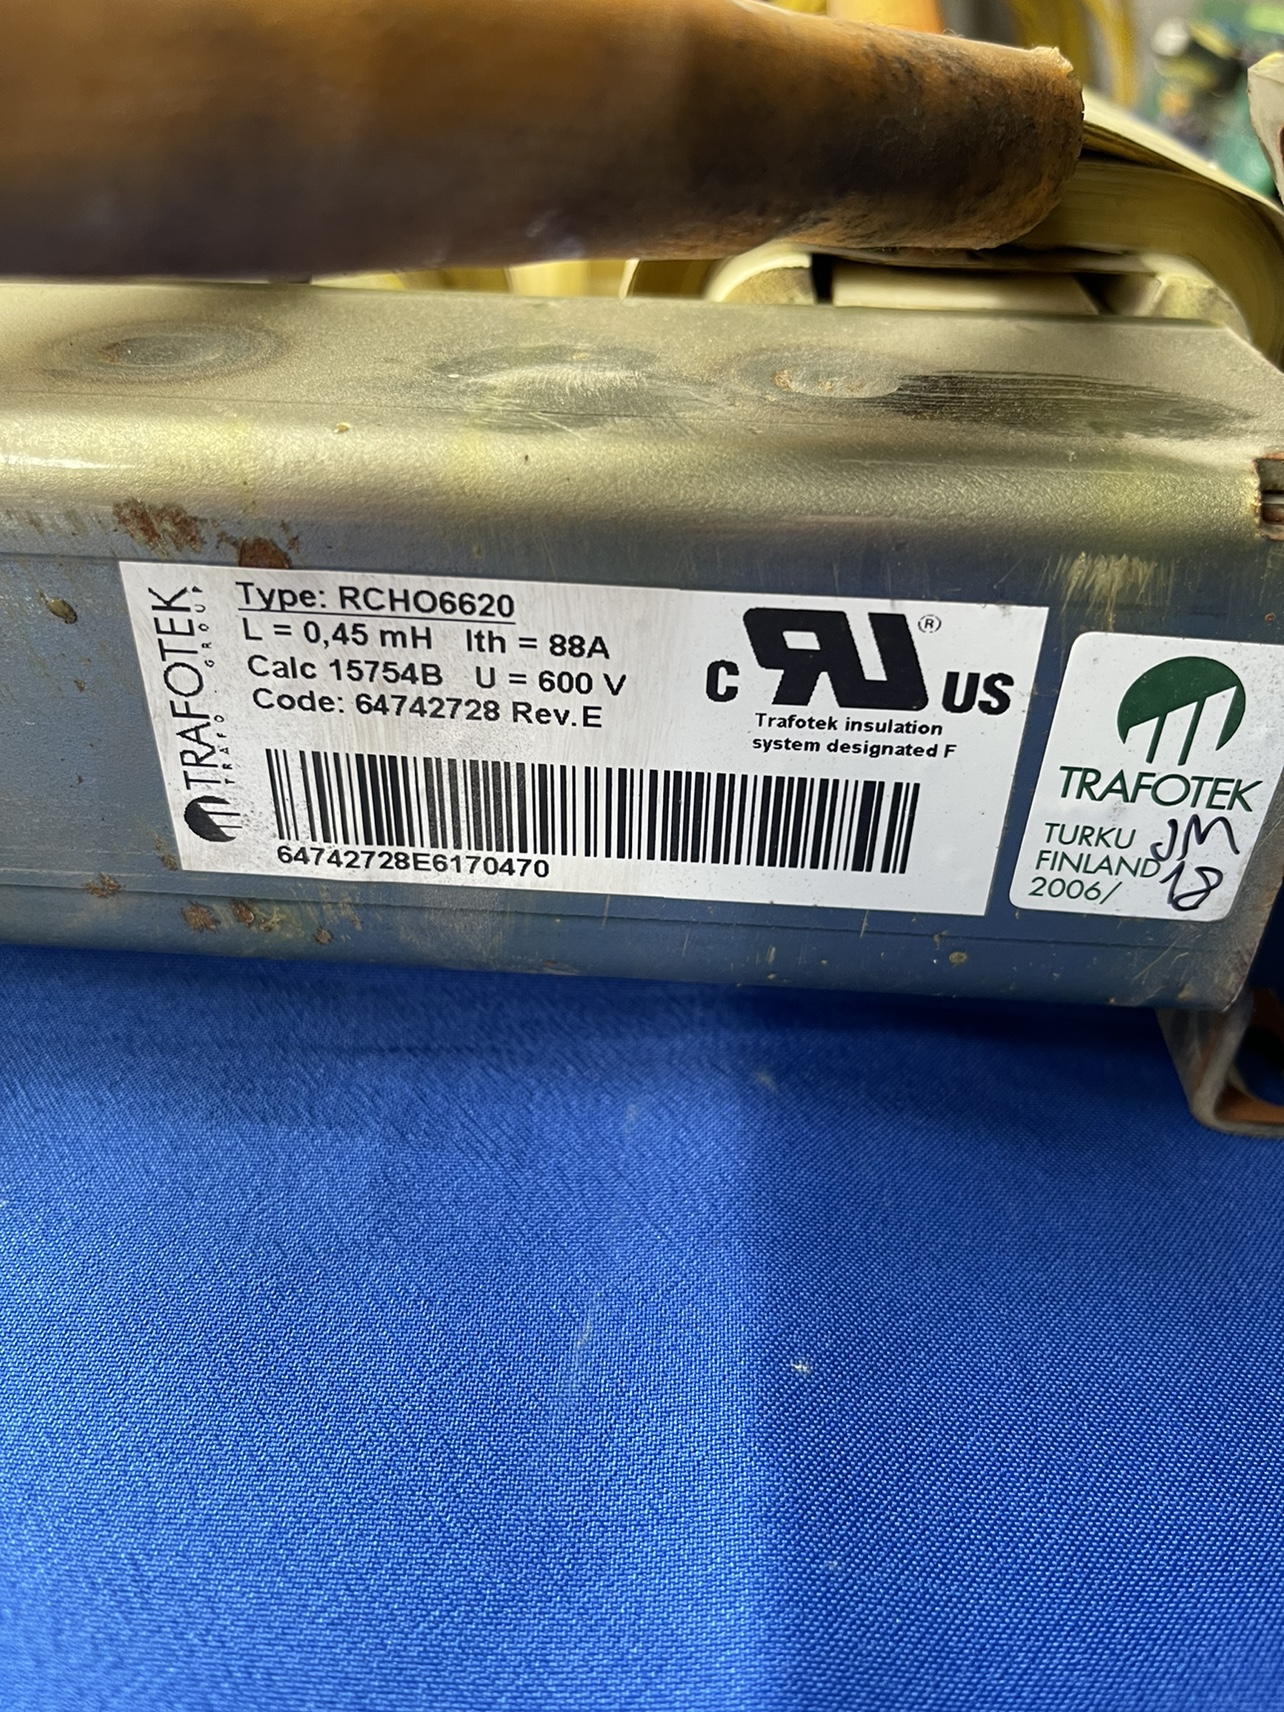 TRAFOTEK
TRAFO GROUP
Type: RCHO6620
L = 0,45 mH Ith = 88A
Calc 15754B U = 600 V
Code: 64742728 Rev.E
64742728E6170470
C RU ® US
Trafotek insulation
system designated F
TRAFOTEK
TURKU JM
FINLAND
2006/ 18